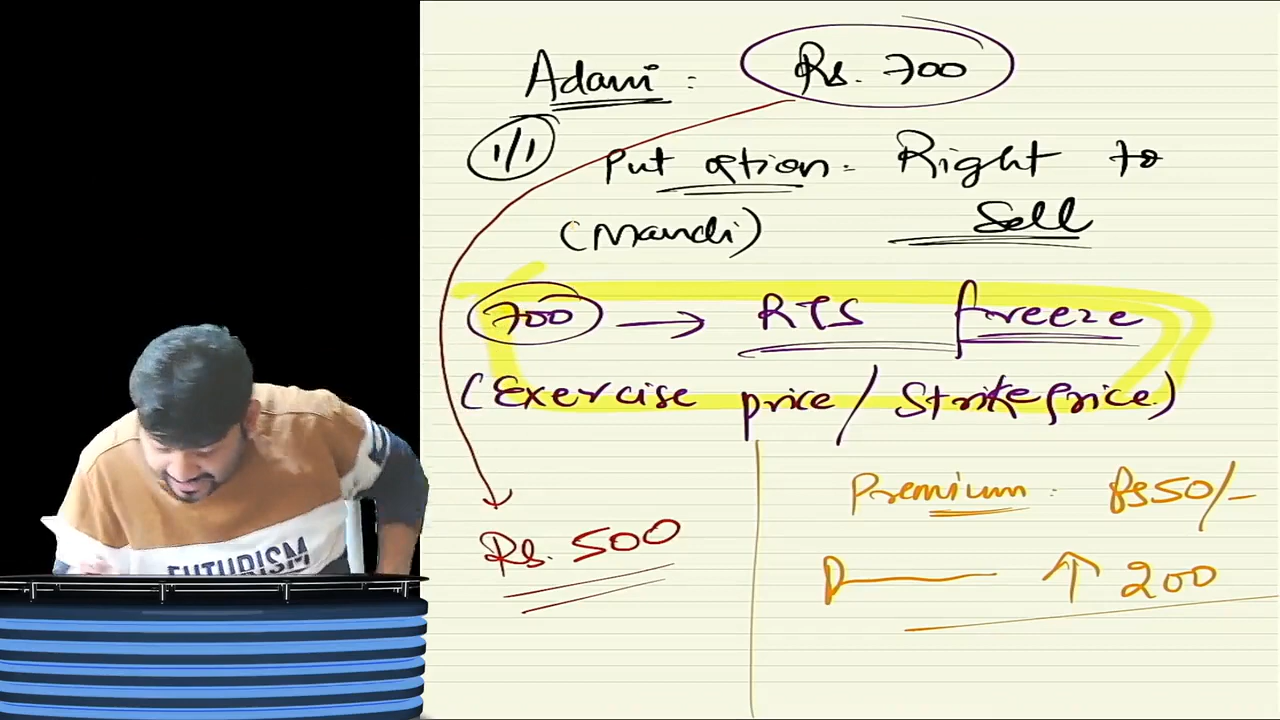 Adani : Rs. 700
1/1
Put option = Right to
(Mandi) Sell
700 → RTS freeze
(Exercise price / Strike price)
Premium : Rs 50/-
Rs. 500
P ↑ 200
FUTURISM